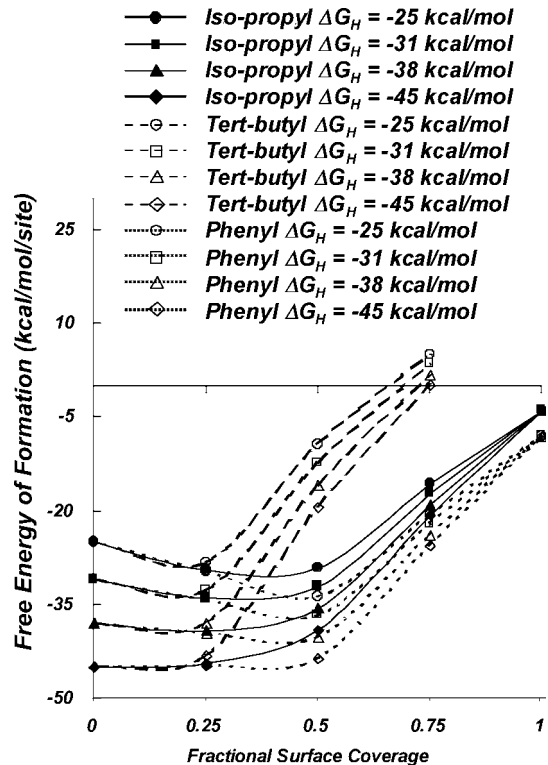 Iso-propyl ΔG_H = -25 kcal/mol
Iso-propyl ΔG_H = -31 kcal/mol
Iso-propyl ΔG_H = -38 kcal/mol
Iso-propyl ΔG_H = -45 kcal/mol
Tert-butyl ΔG_H = -25 kcal/mol
Tert-butyl ΔG_H = -31 kcal/mol
Tert-butyl ΔG_H = -38 kcal/mol
Tert-butyl ΔG_H = -45 kcal/mol
Phenyl ΔG_H = -25 kcal/mol
Phenyl ΔG_H = -31 kcal/mol
Phenyl ΔG_H = -38 kcal/mol
Phenyl ΔG_H = -45 kcal/mol
Free Energy of Formation (kcal/mol/site)
25
10
-5
-20
-35
-50
0 0.25 0.5 0.75 1
Fractional Surface Coverage